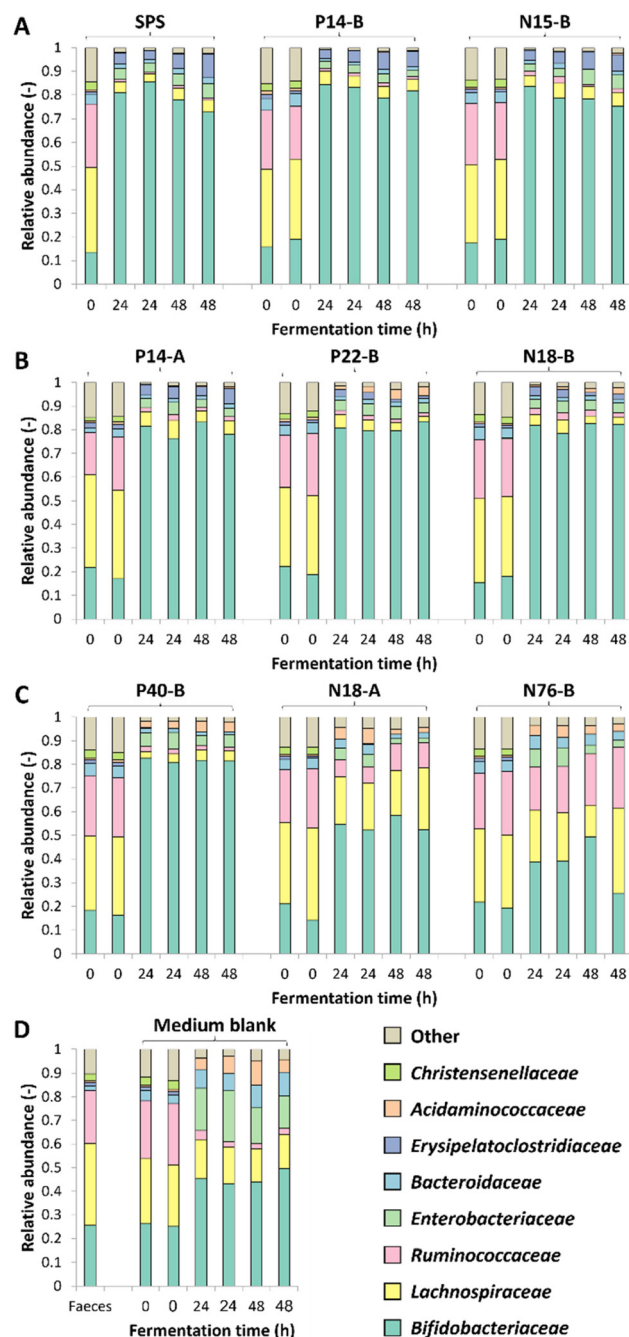 A SPS P14-B N15-B
Relative abundance (-)
1
0.9
0.8
0.7
0.6
0.5
0.4
0.3
0.2
0.1
0
0 24 24 48 48 0 0 24 24 48 48 0 0 24 24 48 48
Fermentation time (h)
B P14-A P22-B N18-B
Relative abundance (-)
1
0.9
0.8
0.7
0.6
0.5
0.4
0.3
0.2
0.1
0
0 0 24 24 48 48 0 0 24 24 48 48 0 0 24 24 48 48
Fermentation time (h)
C P40-B N18-A N76-B
Relative abundance (-)
1
0.9
0.8
0.7
0.6
0.5
0.4
0.3
0.2
0.1
0
0 0 24 24 48 48 0 0 24 24 48 48 0 0 24 24 48 48
Fermentation time (h)
D Medium blank
Relative abundance (-)
1
0.9
0.8
0.7
0.6
0.5
0.4
0.3
0.2
0.1
0
Faeces 0 0 24 24 48 48
Fermentation time (h)
Other
Christensenellaceae
Acidaminococcaceae
Erysipelatoclostridiaceae
Bacteroidaceae
Enterobacteriaceae
Ruminococcaceae
Lachnospiraceae
Bifidobacteriaceae